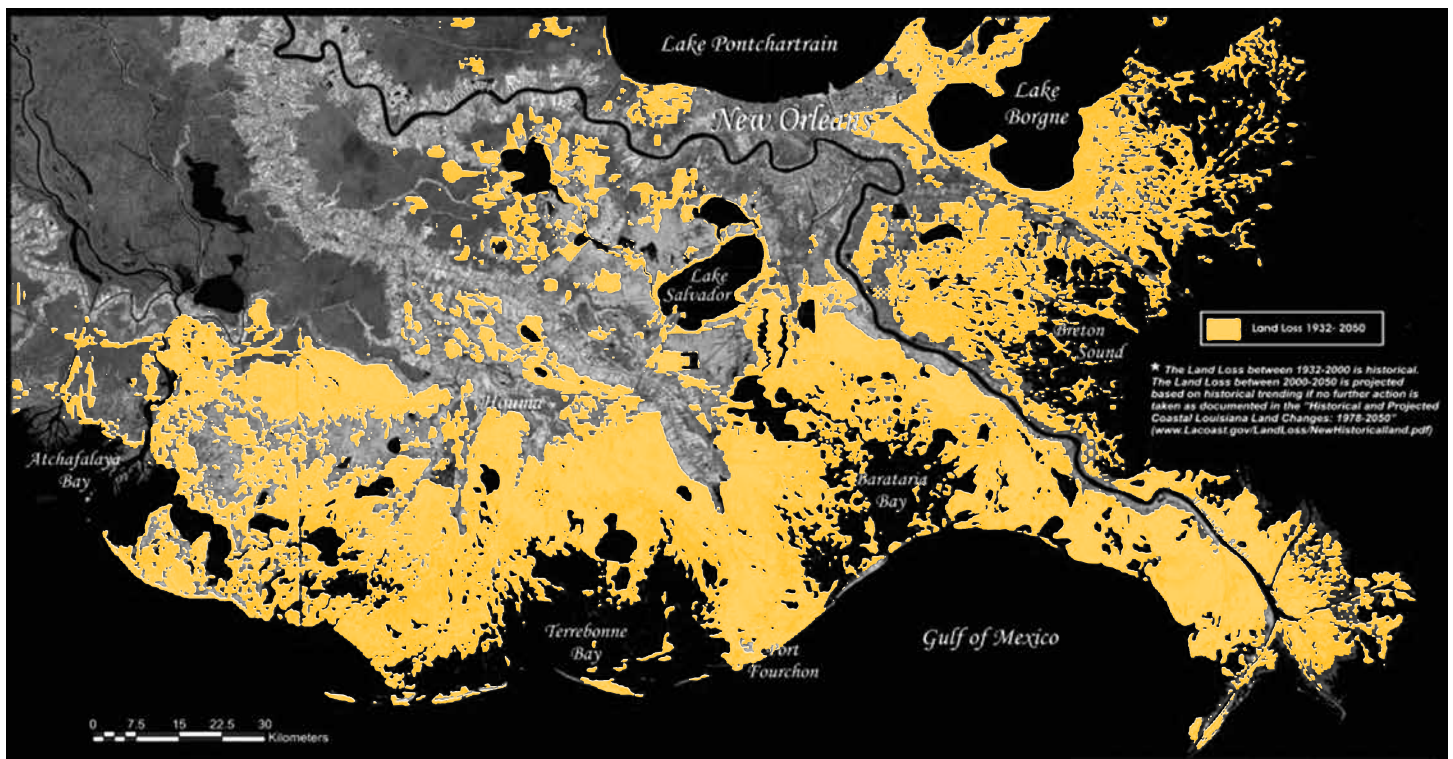 Lake Pontchartrain
Lake
Borgne
New Orleans
Lake
Salvador
Breton
Sound
Land Loss 1932- 2050
★ The Land Loss between 1932-2000 is historical.
The Land Loss between 2000-2050 is projected
based on historical trending if no further action is
taken as documented in the "Historical and Projected
Coastal Louisiana Land Changes: 1978-2050"
(www.Lacoast.gov/LandLoss/NewHistoricalland.pdf)
Houma
Atchafalaya
Bay
Barataria
Bay
Terrebonne
Bay
Port
Fourchon
Gulf of Mexico
0 7.5 15 22.5 30
Kilometers